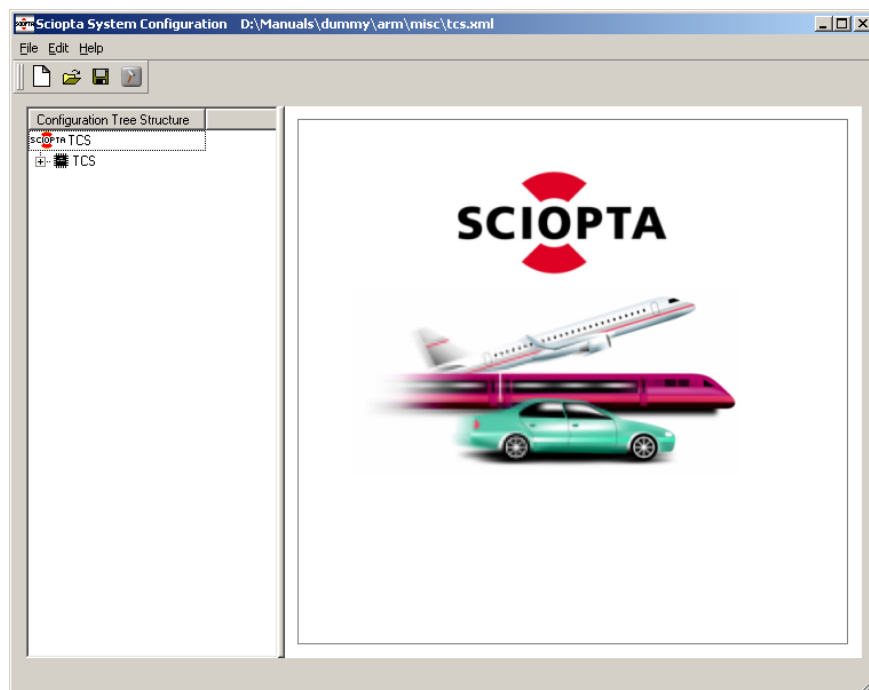 Sciopta System Configuration D:\Manuals\dummy\arm\misc\tcs.xml
File Edit Help
Configuration Tree Structure
SCIOPTA TCS
TCS
SCIOPTA